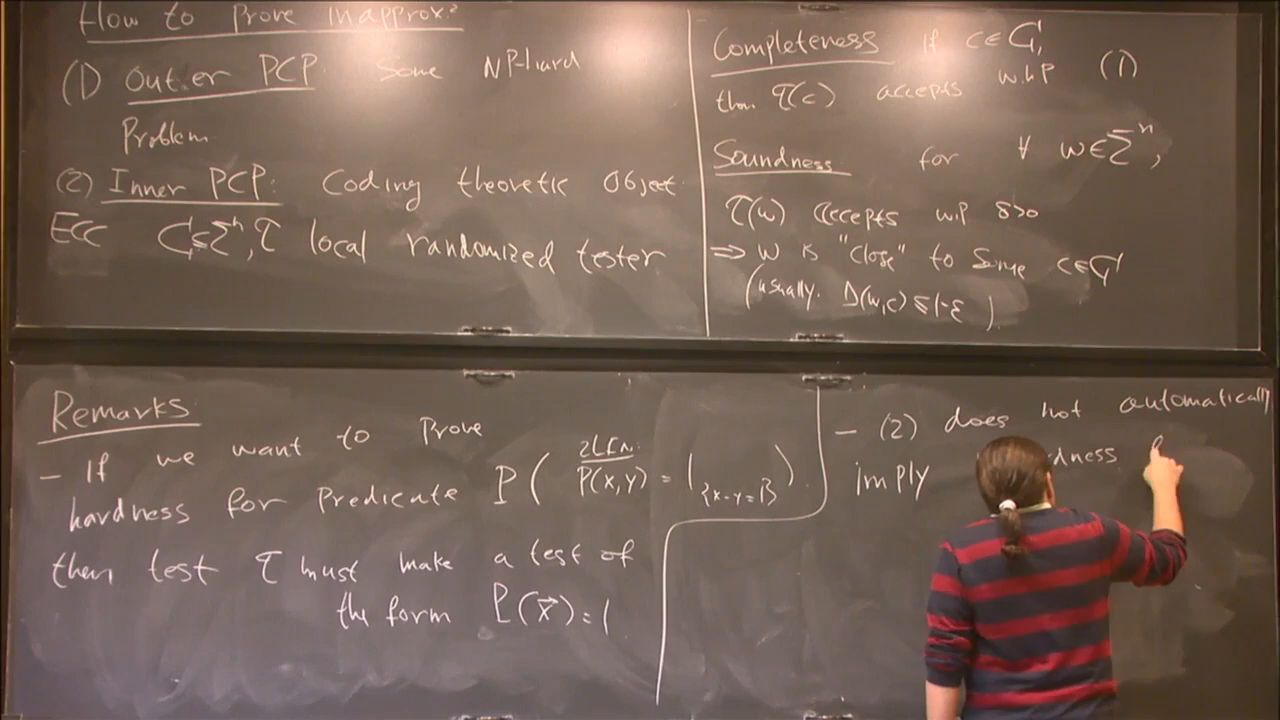 How to Prove Inapprox.?
(1) Outer PCP: Some NP-hard
Problem
(2) Inner PCP: Coding theoretic Object.
ECC C⊆Σⁿ, T local randomized tester
Completeness If c∈C,
then T(c) accepts w.h.p (1)
Soundness for ∀ w∈Σⁿ,
T(w) accepts w.p δ>0
⇒ w is "close" to some c∈C
(usually. Δ(w,c) ≤ 1-ε ).
Remarks
- If we want to Prove
hardness for Predicate P ( 2LIN: P(x,y) = 1_{x-y=b} ).
then test T must make a test of
the form P(x⃗)=1
- (2) does not automatically
imply